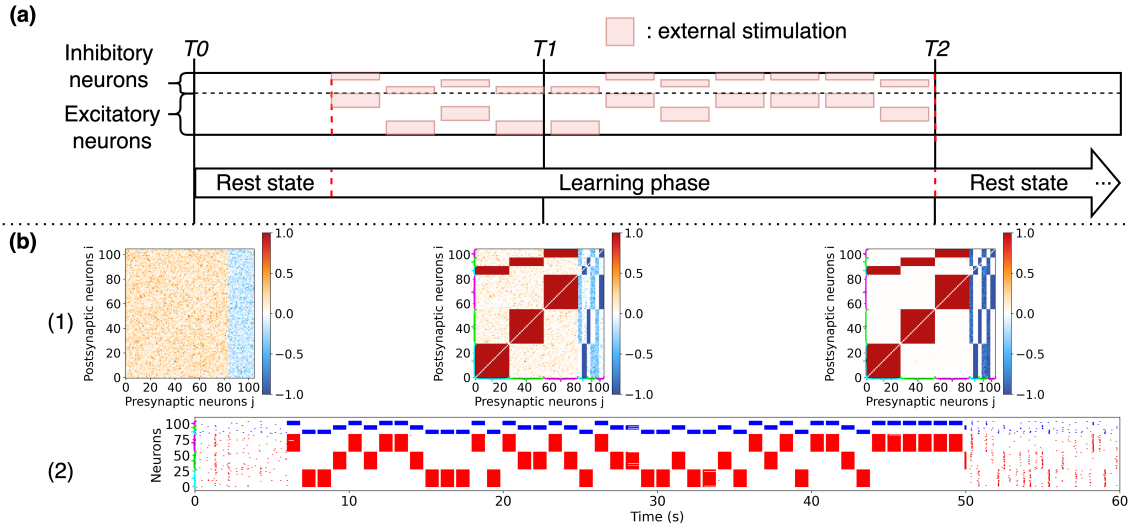 (a)
: external stimulation
T0
T1
T2
Inhibitory
neurons
Excitatory
neurons
Rest state
Learning phase
Rest state
...
(b)
(1)
Postsynaptic neurons i
100
80
60
40
20
0
0 20 40 60 80 100
Presynaptic neurons j
1.0
0.5
0.0
−0.5
−1.0
Postsynaptic neurons i
100
80
60
40
20
0
0 20 40 60 80 100
Presynaptic neurons j
1.0
0.5
0.0
−0.5
−1.0
Postsynaptic neurons i
100
80
60
40
20
0
0 20 40 60 80 100
Presynaptic neurons j
1.0
0.5
0.0
−0.5
−1.0
(2)
Neurons
100
75
50
25
0
0 10 20 30 40 50 60
Time (s)